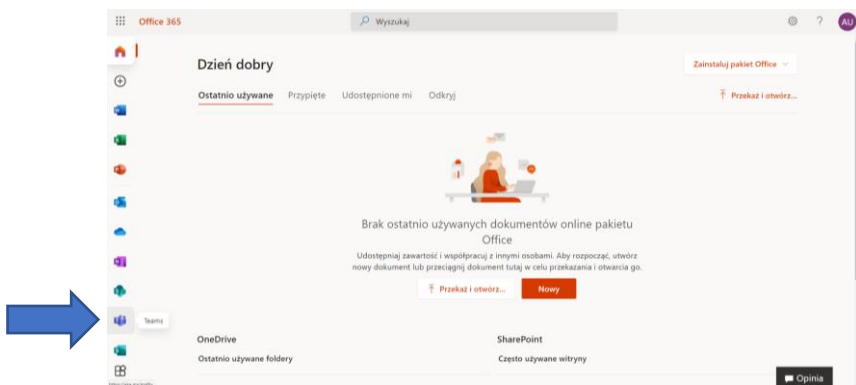 Office 365
Wyszukaj
?
AU
Dzień dobry
Zainstaluj pakiet Office
Ostatnio używane Przypięte Udostępnione mi Odkryj
Przekaż i otwórz...
Brak ostatnio używanych dokumentów online pakietu
Office
Udostępniaj zawartość i współpracuj z innymi osobami. Aby rozpocząć, utwórz
nowy dokument lub przeciągnij dokument tutaj w celu przekazania i otwarcia go.
Przekaż i otwórz... Nowy
Teams
OneDrive SharePoint
Ostatnio używane foldery Często używane witryny
Opinia